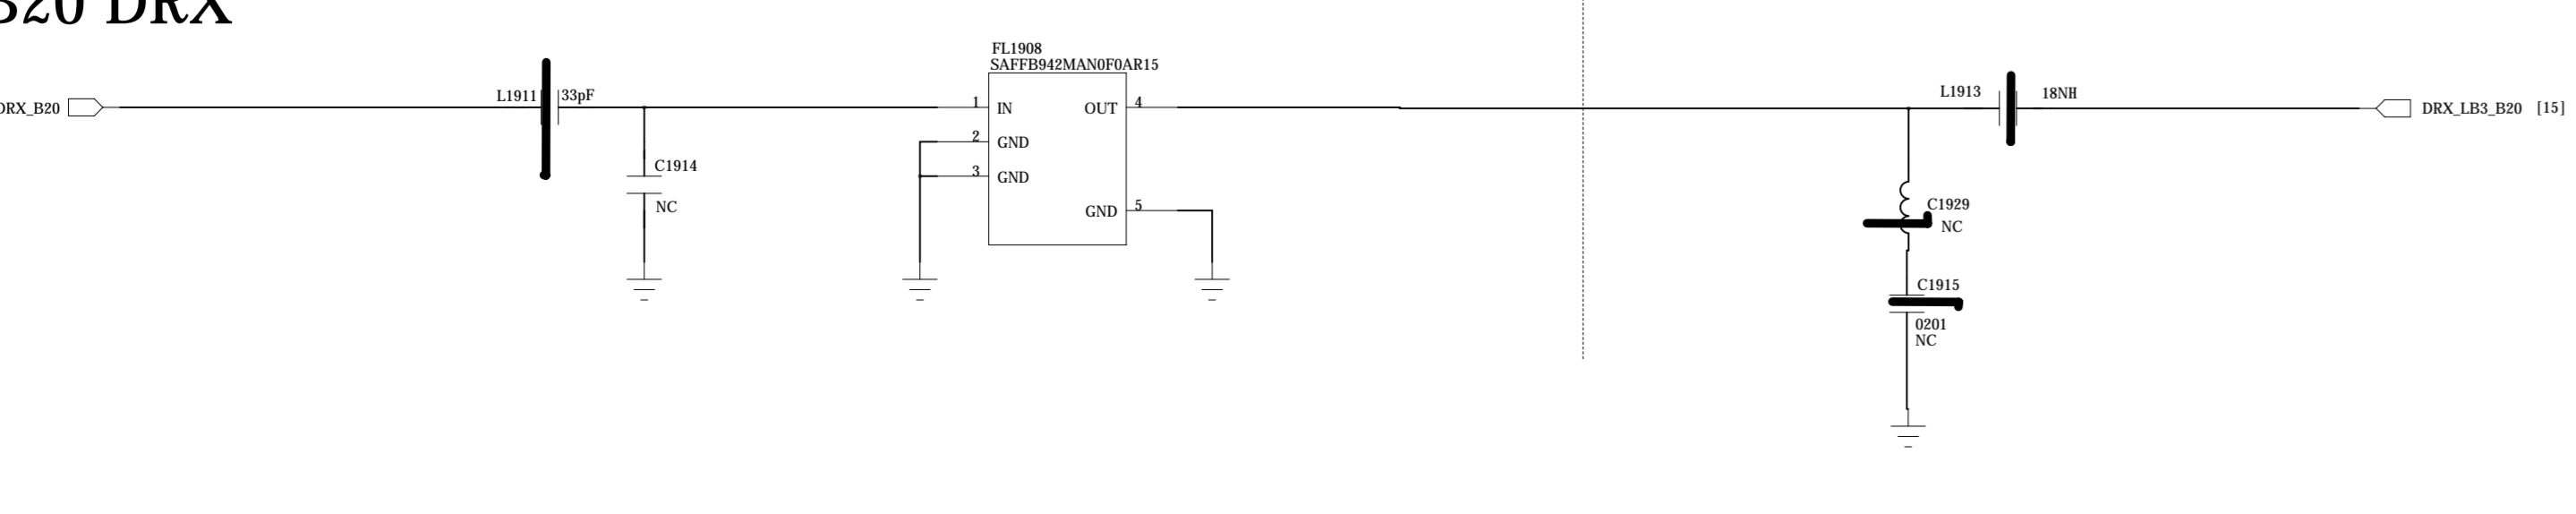 B20 DRX
DRX_B20
L1911
33pF
C1914
NC
FL1908
SAFFB942MAN0F0AR15
1 IN
2 GND
3 GND
OUT 4
GND 5
L1913
18NH
DRX_LB3_B20 [15]
C1929
NC
C1915
0201
NC